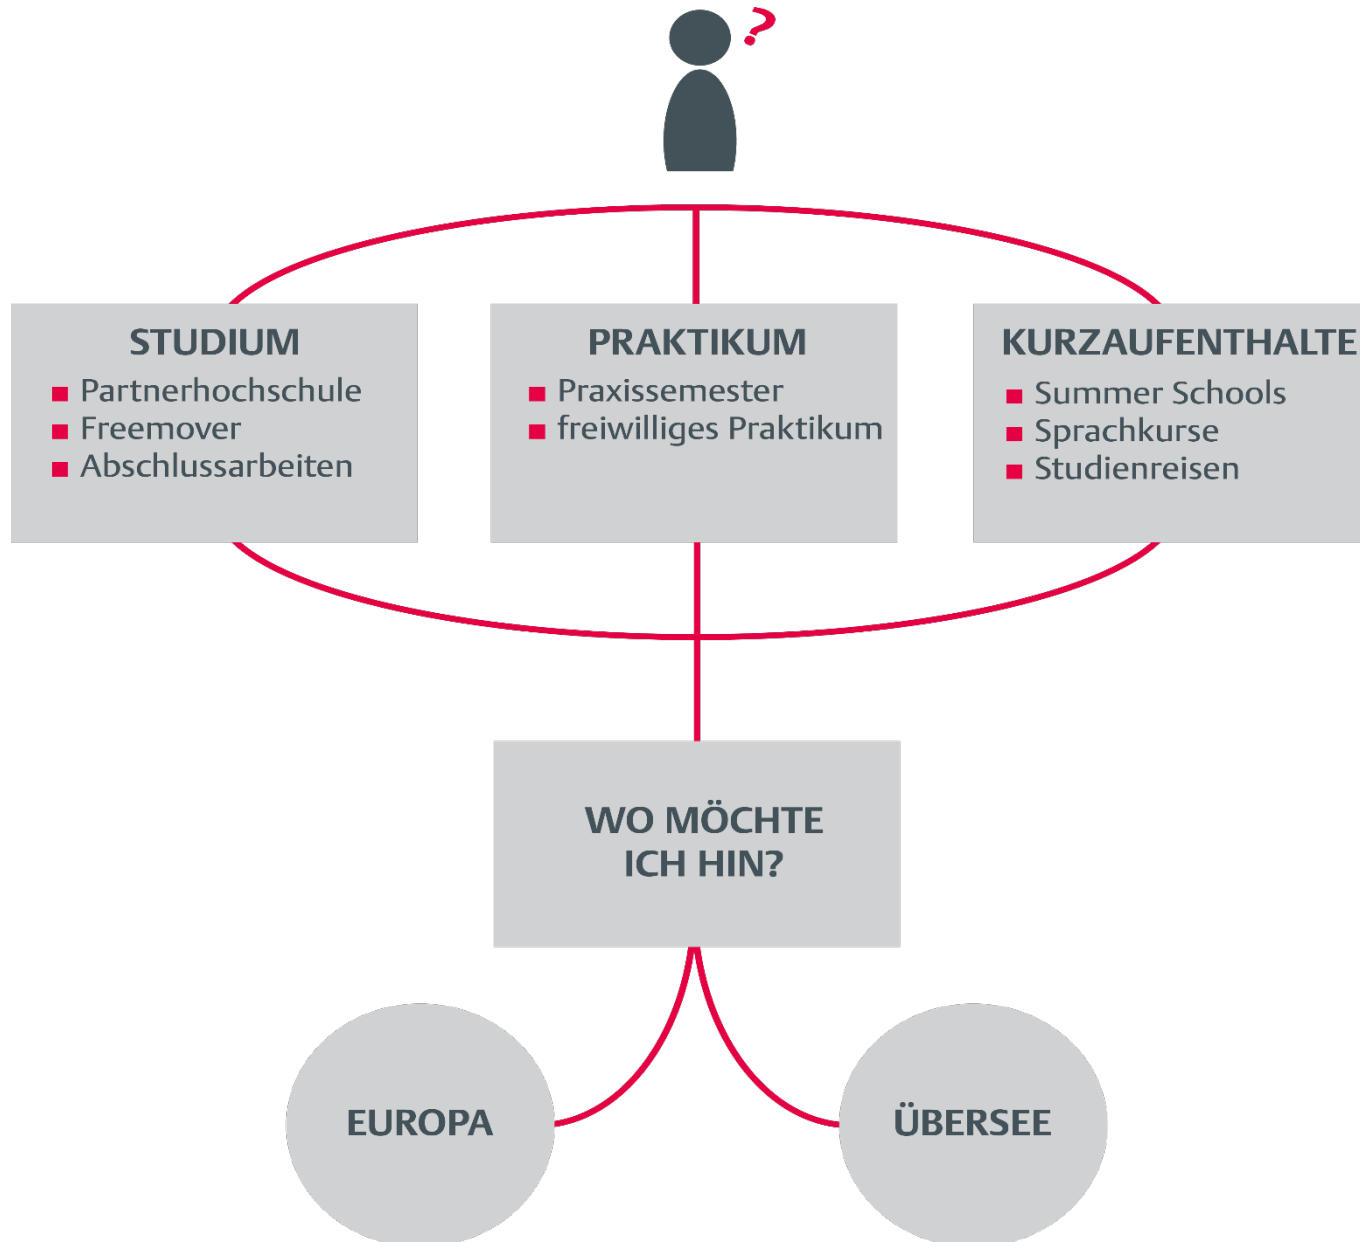 ?
STUDIUM
Partnerhochschule
Freemover
Abschlussarbeiten
PRAKTIKUM
Praxissemester
freiwilliges Praktikum
KURZAUFENTHALTE
Summer Schools
Sprachkurse
Studienreisen
WO MÖCHTE
ICH HIN?
EUROPA
ÜBERSEE